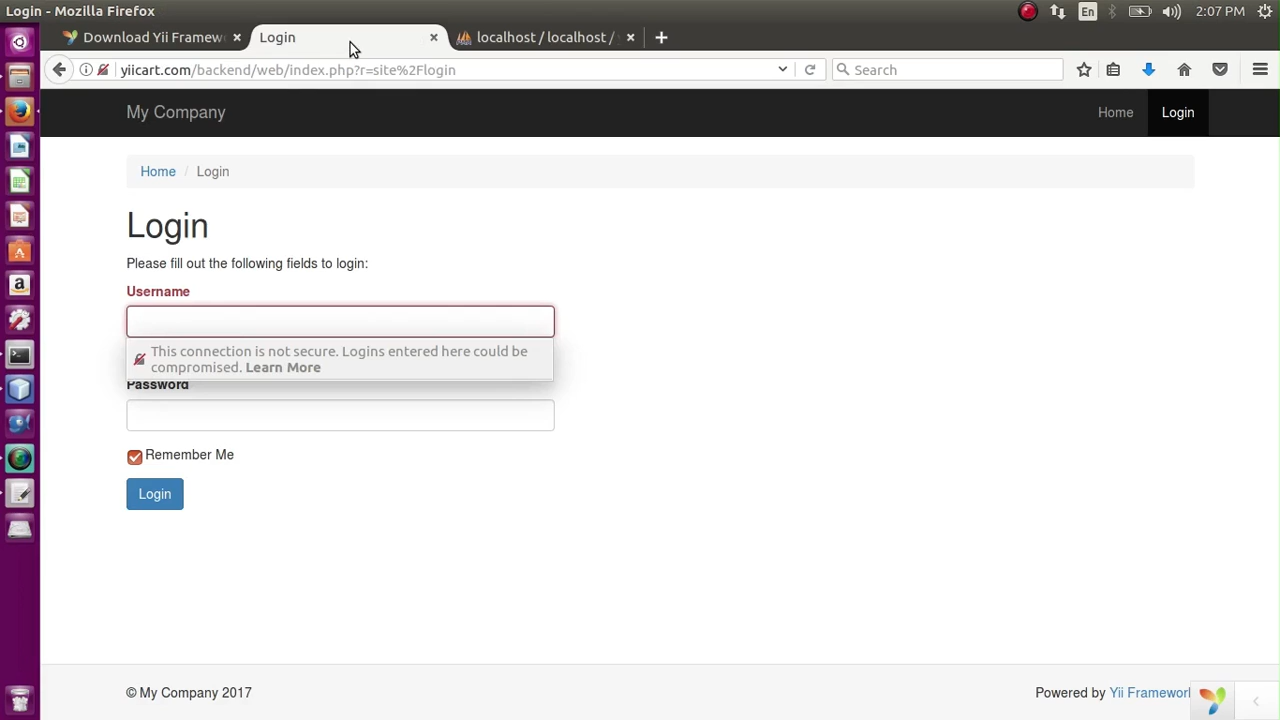 Login - Mozilla Firefox
En
2:07 PM
Download Yii Framew
Login
localhost / localhost /
yiicart.com/backend/web/index.php?r=site%2Flogin
Search
My Company
Home
Login
Home / Login
Login
Please fill out the following fields to login:
Username
This connection is not secure. Logins entered here could be
compromised. Learn More
Password
Remember Me
Login
© My Company 2017
Powered by Yii Framework